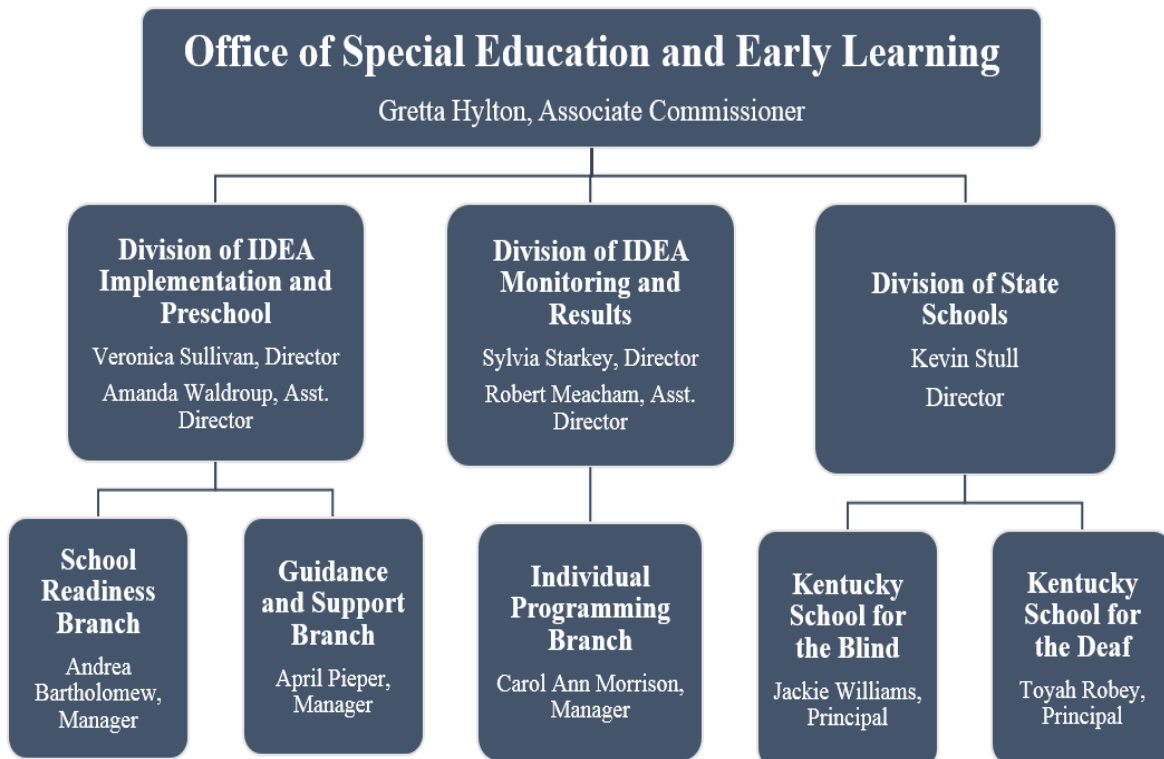 Office of Special Education and Early Learning
Gretta Hylton, Associate Commissioner
Division of IDEA
Implementation and
Preschool
Veronica Sullivan, Director
Amanda Waldroup, Asst.
Director
Division of IDEA
Monitoring and
Results
Sylvia Starkey, Director
Robert Meacham, Asst.
Director
Division of State
Schools
Kevin Stull
Director
School
Readiness
Branch
Andrea
Bartholomew,
Manager
Guidance
and Support
Branch
April Pieper,
Manager
Individual
Programming
Branch
Carol Ann Morrison,
Manager
Kentucky
School for
the Blind
Jackie Williams,
Principal
Kentucky
School for
the Deaf
Toyah Robey,
Principal